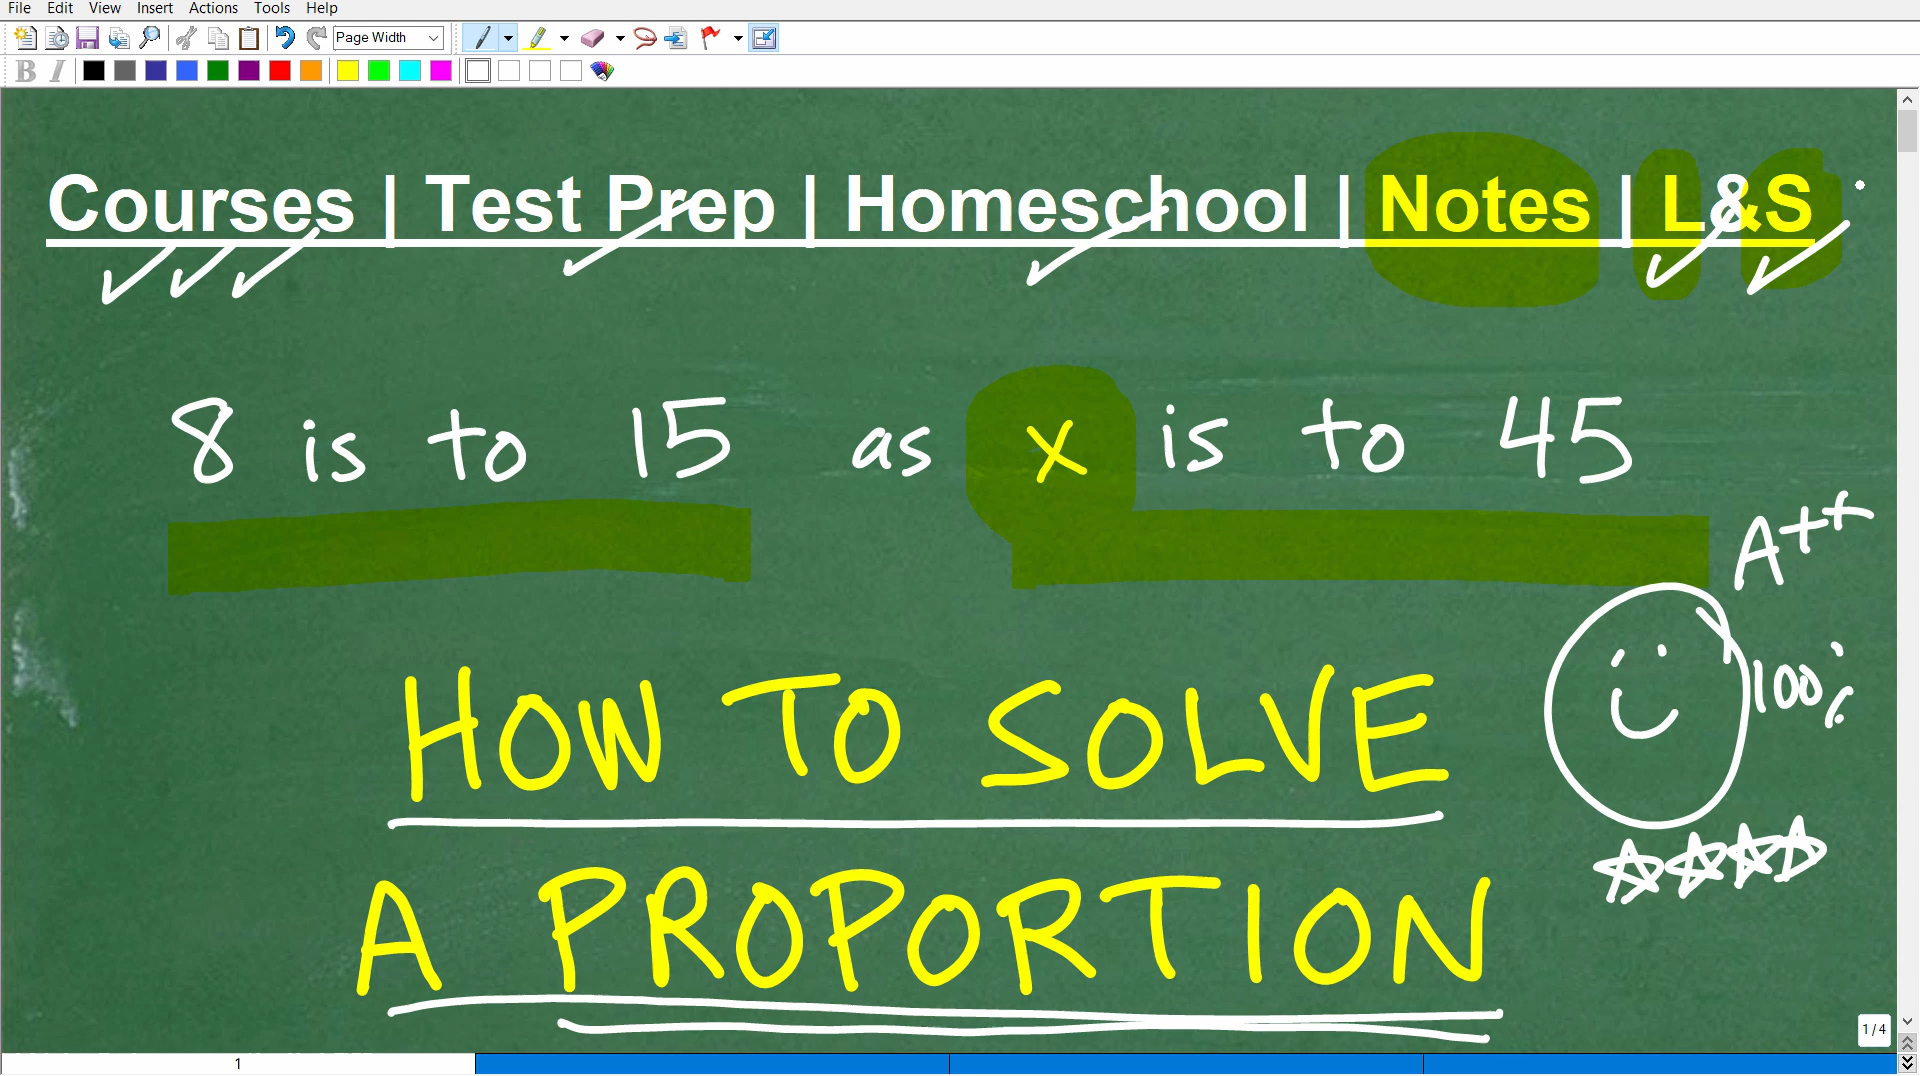 File Edit View Insert Actions Tools Help
Page Width
B I
Courses | Test Prep | Homeschool | Notes | L&S
8 is to 15 as x is to 45
A++
100%
HOW TO SOLVE
A PROPORTION
1 / 4
1